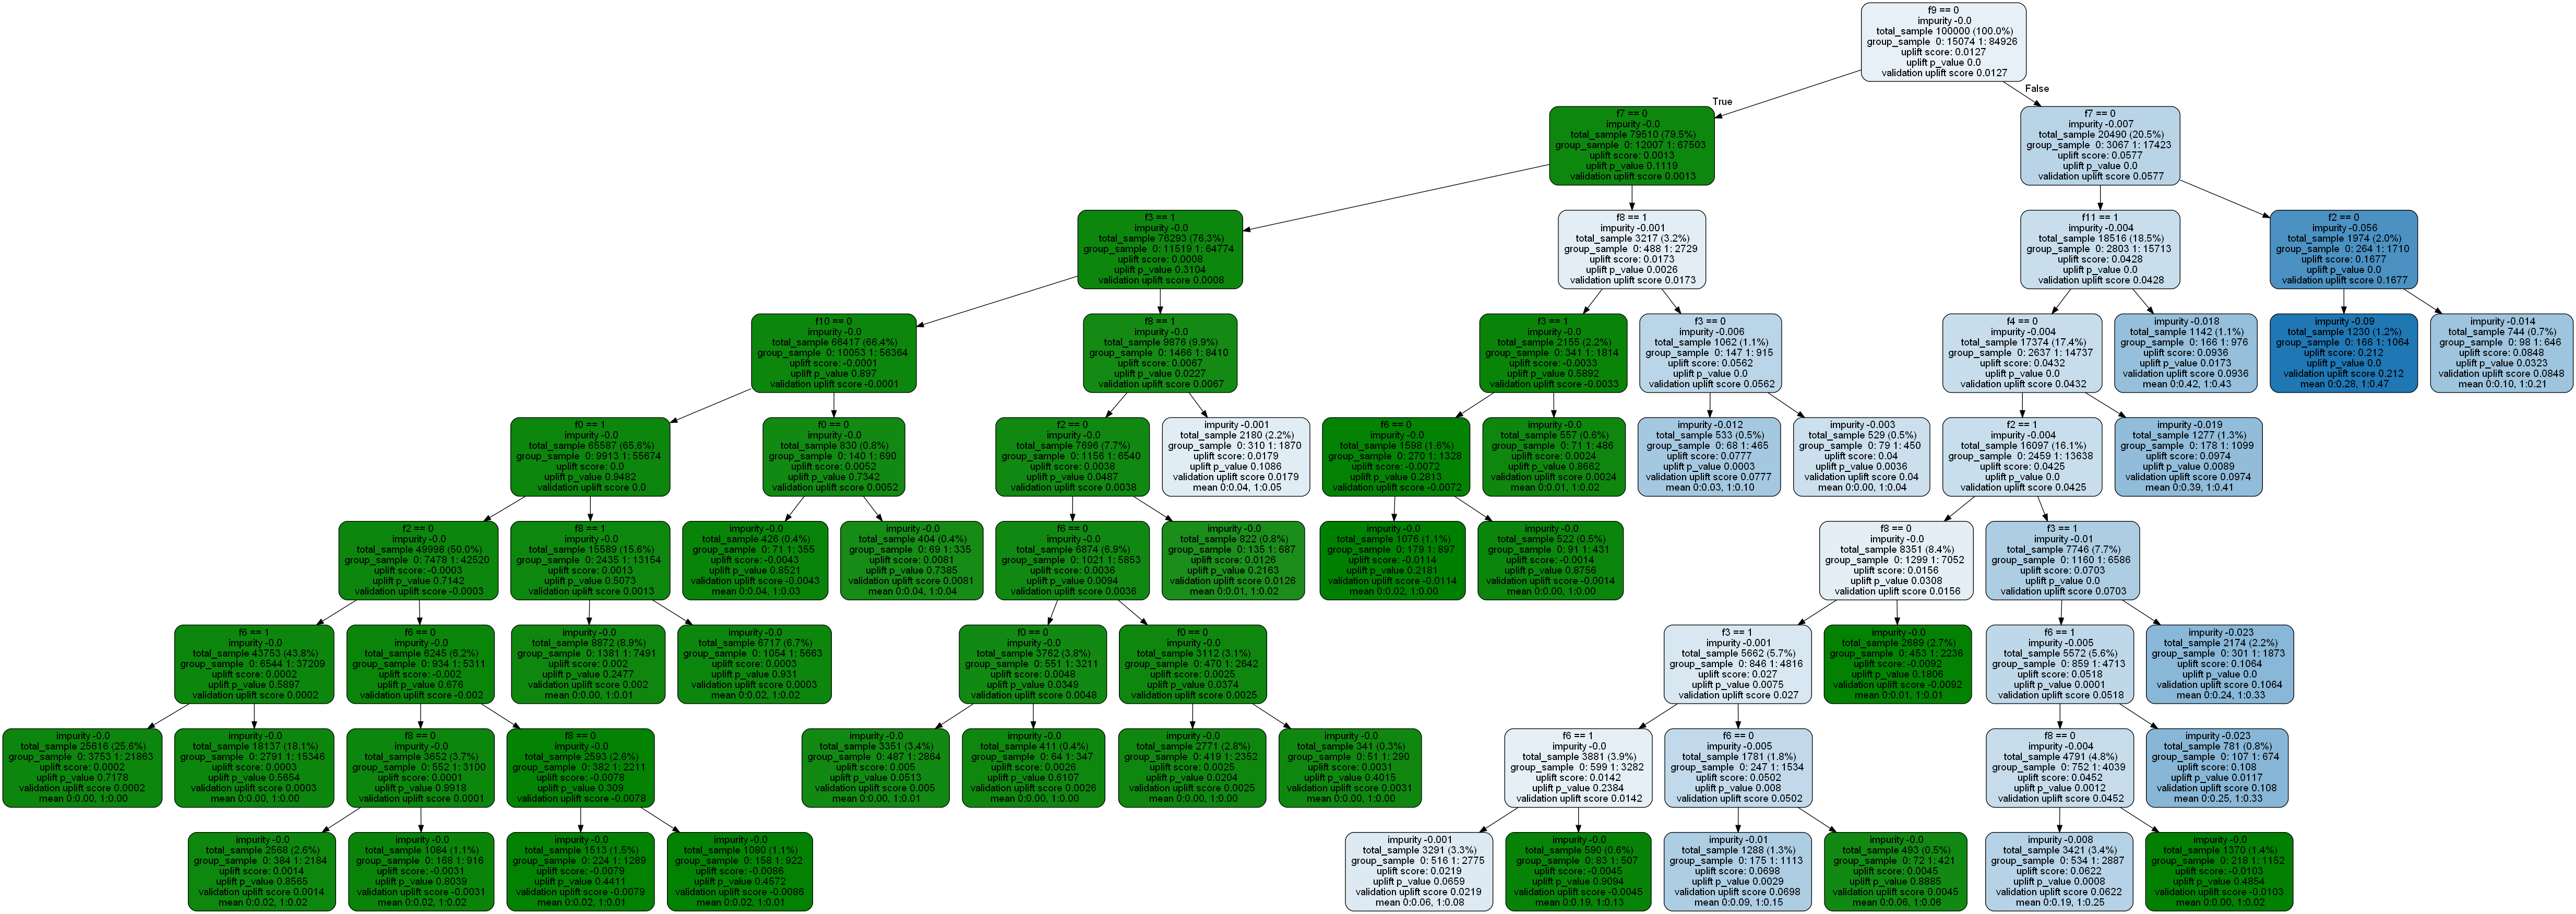 f9 == 0
impurity -0.0
total_sample 100000 (100.0%)
group_sample 0: 15074 1: 84926
uplift score: 0.0127
uplift p_value 0.0
validation uplift score 0.0127
True
False
f7 == 0
impurity -0.0
total_sample 79510 (79.5%)
group_sample 0: 12007 1: 67503
uplift score: 0.0013
uplift p_value 0.1119
validation uplift score 0.0013
f7 == 0
impurity -0.007
total_sample 20490 (20.5%)
group_sample 0: 3067 1: 17423
uplift score: 0.0577
uplift p_value 0.0
validation uplift score 0.0577
f3 == 1
impurity -0.0
total_sample 76293 (76.3%)
group_sample 0: 11519 1: 64774
uplift score: 0.0008
uplift p_value 0.3104
validation uplift score 0.0008
f8 == 1
impurity -0.001
total_sample 3217 (3.2%)
group_sample 0: 488 1: 2729
uplift score: 0.0173
uplift p_value 0.0026
validation uplift score 0.0173
f11 == 1
impurity -0.004
total_sample 18516 (18.5%)
group_sample 0: 2803 1: 15713
uplift score: 0.0428
uplift p_value 0.0
validation uplift score 0.0428
f2 == 0
impurity -0.056
total_sample 1974 (2.0%)
group_sample 0: 264 1: 1710
uplift score: 0.1677
uplift p_value 0.0
validation uplift score 0.1677
f10 == 0
impurity -0.0
total_sample 66417 (66.4%)
group_sample 0: 10053 1: 56364
uplift score: -0.0001
uplift p_value 0.897
validation uplift score -0.0001
f8 == 1
impurity -0.0
total_sample 9876 (9.9%)
group_sample 0: 1466 1: 8410
uplift score: 0.0067
uplift p_value 0.0227
validation uplift score 0.0067
f3 == 1
impurity -0.0
total_sample 2155 (2.2%)
group_sample 0: 341 1: 1814
uplift score: -0.0033
uplift p_value 0.5892
validation uplift score -0.0033
f3 == 0
impurity -0.006
total_sample 1062 (1.1%)
group_sample 0: 147 1: 915
uplift score: 0.0562
uplift p_value 0.0
validation uplift score 0.0562
f4 == 0
impurity -0.004
total_sample 17374 (17.4%)
group_sample 0: 2637 1: 14737
uplift score: 0.0432
uplift p_value 0.0
validation uplift score 0.0432
impurity -0.018
total_sample 1142 (1.1%)
group_sample 0: 166 1: 976
uplift score: 0.0936
uplift p_value 0.0173
validation uplift score 0.0936
mean 0:0.42, 1:0.43
impurity -0.09
total_sample 1230 (1.2%)
group_sample 0: 166 1: 1064
uplift score: 0.212
uplift p_value 0.0
validation uplift score 0.212
mean 0:0.28, 1:0.47
impurity -0.014
total_sample 744 (0.7%)
group_sample 0: 98 1: 646
uplift score: 0.0848
uplift p_value 0.0323
validation uplift score 0.0848
mean 0:0.10, 1:0.21
f0 == 1
impurity -0.0
total_sample 65587 (65.6%)
group_sample 0: 9913 1: 55674
uplift score: 0.0
uplift p_value 0.9482
validation uplift score 0.0
f0 == 0
impurity -0.0
total_sample 830 (0.8%)
group_sample 0: 140 1: 690
uplift score: 0.0052
uplift p_value 0.7342
validation uplift score 0.0052
f2 == 0
impurity -0.0
total_sample 7696 (7.7%)
group_sample 0: 1156 1: 6540
uplift score: 0.0038
uplift p_value 0.0487
validation uplift score 0.0038
impurity -0.001
total_sample 2180 (2.2%)
group_sample 0: 310 1: 1870
uplift score: 0.0179
uplift p_value 0.1086
validation uplift score 0.0179
mean 0:0.04, 1:0.05
f6 == 0
impurity -0.0
total_sample 1598 (1.6%)
group_sample 0: 270 1: 1328
uplift score: -0.0072
uplift p_value 0.2813
validation uplift score -0.0072
impurity -0.0
total_sample 557 (0.6%)
group_sample 0: 71 1: 486
uplift score: 0.0024
uplift p_value 0.8662
validation uplift score 0.0024
mean 0:0.01, 1:0.02
impurity -0.012
total_sample 533 (0.5%)
group_sample 0: 68 1: 465
uplift score: 0.0777
uplift p_value 0.0003
validation uplift score 0.0777
mean 0:0.03, 1:0.10
impurity -0.003
total_sample 529 (0.5%)
group_sample 0: 79 1: 450
uplift score: 0.04
uplift p_value 0.0036
validation uplift score 0.04
mean 0:0.00, 1:0.04
f2 == 1
impurity -0.004
total_sample 16097 (16.1%)
group_sample 0: 2459 1: 13638
uplift score: 0.0425
uplift p_value 0.0
validation uplift score 0.0425
impurity -0.019
total_sample 1277 (1.3%)
group_sample 0: 178 1: 1099
uplift score: 0.0974
uplift p_value 0.0089
validation uplift score 0.0974
mean 0:0.39, 1:0.41
f2 == 0
impurity -0.0
total_sample 49998 (50.0%)
group_sample 0: 7478 1: 42520
uplift score: -0.0003
uplift p_value 0.7142
validation uplift score -0.0003
f8 == 1
impurity -0.0
total_sample 15589 (15.6%)
group_sample 0: 2435 1: 13154
uplift score: 0.0013
uplift p_value 0.5073
validation uplift score 0.0013
impurity -0.0
total_sample 426 (0.4%)
group_sample 0: 71 1: 355
uplift score: -0.0043
uplift p_value 0.8521
validation uplift score -0.0043
mean 0:0.04, 1:0.03
impurity -0.0
total_sample 404 (0.4%)
group_sample 0: 69 1: 335
uplift score: 0.0081
uplift p_value 0.7385
validation uplift score 0.0081
mean 0:0.04, 1:0.04
f6 == 0
impurity -0.0
total_sample 6874 (6.9%)
group_sample 0: 1021 1: 5853
uplift score: 0.0036
uplift p_value 0.0094
validation uplift score 0.0036
impurity -0.0
total_sample 822 (0.8%)
group_sample 0: 135 1: 687
uplift score: 0.0126
uplift p_value 0.2163
validation uplift score 0.0126
mean 0:0.01, 1:0.02
impurity -0.0
total_sample 1076 (1.1%)
group_sample 0: 179 1: 897
uplift score: -0.0114
uplift p_value 0.2181
validation uplift score -0.0114
mean 0:0.02, 1:0.00
impurity -0.0
total_sample 522 (0.5%)
group_sample 0: 91 1: 431
uplift score: -0.0014
uplift p_value 0.8756
validation uplift score -0.0014
mean 0:0.00, 1:0.00
f8 == 0
impurity -0.0
total_sample 8351 (8.4%)
group_sample 0: 1299 1: 7052
uplift score: 0.0156
uplift p_value 0.0308
validation uplift score 0.0156
f3 == 1
impurity -0.01
total_sample 7746 (7.7%)
group_sample 0: 1160 1: 6586
uplift score: 0.0703
uplift p_value 0.0
validation uplift score 0.0703
f6 == 1
impurity -0.0
total_sample 43753 (43.8%)
group_sample 0: 6544 1: 37209
uplift score: 0.0002
uplift p_value 0.5897
validation uplift score 0.0002
f6 == 0
impurity -0.0
total_sample 6245 (6.2%)
group_sample 0: 934 1: 5311
uplift score: -0.002
uplift p_value 0.676
validation uplift score -0.002
impurity -0.0
total_sample 8872 (8.9%)
group_sample 0: 1381 1: 7491
uplift score: 0.002
uplift p_value 0.2477
validation uplift score 0.002
mean 0:0.00, 1:0.01
impurity -0.0
total_sample 6717 (6.7%)
group_sample 0: 1054 1: 5663
uplift score: 0.0003
uplift p_value 0.931
validation uplift score 0.0003
mean 0:0.02, 1:0.02
f0 == 0
impurity -0.0
total_sample 3762 (3.8%)
group_sample 0: 551 1: 3211
uplift score: 0.0048
uplift p_value 0.0349
validation uplift score 0.0048
f0 == 0
impurity -0.0
total_sample 3112 (3.1%)
group_sample 0: 470 1: 2642
uplift score: 0.0025
uplift p_value 0.0374
validation uplift score 0.0025
f3 == 1
impurity -0.001
total_sample 5662 (5.7%)
group_sample 0: 846 1: 4816
uplift score: 0.027
uplift p_value 0.0075
validation uplift score 0.027
impurity -0.0
total_sample 2689 (2.7%)
group_sample 0: 453 1: 2236
uplift score: -0.0092
uplift p_value 0.1806
validation uplift score -0.0092
mean 0:0.01, 1:0.01
f6 == 1
impurity -0.005
total_sample 5572 (5.6%)
group_sample 0: 859 1: 4713
uplift score: 0.0518
uplift p_value 0.0001
validation uplift score 0.0518
impurity -0.023
total_sample 2174 (2.2%)
group_sample 0: 301 1: 1873
uplift score: 0.1064
uplift p_value 0.0
validation uplift score 0.1064
mean 0:0.24, 1:0.33
impurity -0.0
total_sample 25616 (25.6%)
group_sample 0: 3753 1: 21863
uplift score: 0.0002
uplift p_value 0.7178
validation uplift score 0.0002
mean 0:0.00, 1:0.00
impurity -0.0
total_sample 18137 (18.1%)
group_sample 0: 2791 1: 15346
uplift score: 0.0003
uplift p_value 0.5654
validation uplift score 0.0003
mean 0:0.00, 1:0.00
f8 == 0
impurity -0.0
total_sample 3652 (3.7%)
group_sample 0: 552 1: 3100
uplift score: 0.0001
uplift p_value 0.9918
validation uplift score 0.0001
f8 == 0
impurity -0.0
total_sample 2593 (2.6%)
group_sample 0: 382 1: 2211
uplift score: -0.0078
uplift p_value 0.309
validation uplift score -0.0078
impurity -0.0
total_sample 3351 (3.4%)
group_sample 0: 487 1: 2864
uplift score: 0.005
uplift p_value 0.0513
validation uplift score 0.005
mean 0:0.00, 1:0.01
impurity -0.0
total_sample 411 (0.4%)
group_sample 0: 64 1: 347
uplift score: 0.0026
uplift p_value 0.6107
validation uplift score 0.0026
mean 0:0.00, 1:0.00
impurity -0.0
total_sample 2771 (2.8%)
group_sample 0: 419 1: 2352
uplift score: 0.0025
uplift p_value 0.0204
validation uplift score 0.0025
mean 0:0.00, 1:0.00
impurity -0.0
total_sample 341 (0.3%)
group_sample 0: 51 1: 290
uplift score: 0.0031
uplift p_value 0.4015
validation uplift score 0.0031
mean 0:0.00, 1:0.00
f6 == 1
impurity -0.0
total_sample 3881 (3.9%)
group_sample 0: 599 1: 3282
uplift score: 0.0142
uplift p_value 0.2384
validation uplift score 0.0142
f6 == 0
impurity -0.005
total_sample 1781 (1.8%)
group_sample 0: 247 1: 1534
uplift score: 0.0502
uplift p_value 0.008
validation uplift score 0.0502
f8 == 0
impurity -0.004
total_sample 4791 (4.8%)
group_sample 0: 752 1: 4039
uplift score: 0.0452
uplift p_value 0.0012
validation uplift score 0.0452
impurity -0.023
total_sample 781 (0.8%)
group_sample 0: 107 1: 674
uplift score: 0.108
uplift p_value 0.0117
validation uplift score 0.108
mean 0:0.25, 1:0.33
impurity -0.0
total_sample 2568 (2.6%)
group_sample 0: 384 1: 2184
uplift score: 0.0014
uplift p_value 0.8565
validation uplift score 0.0014
mean 0:0.02, 1:0.02
impurity -0.0
total_sample 1084 (1.1%)
group_sample 0: 168 1: 916
uplift score: -0.0031
uplift p_value 0.8039
validation uplift score -0.0031
mean 0:0.02, 1:0.02
impurity -0.0
total_sample 1513 (1.5%)
group_sample 0: 224 1: 1289
uplift score: -0.0079
uplift p_value 0.4411
validation uplift score -0.0079
mean 0:0.02, 1:0.01
impurity -0.0
total_sample 1080 (1.1%)
group_sample 0: 158 1: 922
uplift score: -0.0086
uplift p_value 0.4572
validation uplift score -0.0086
mean 0:0.02, 1:0.01
impurity -0.001
total_sample 3291 (3.3%)
group_sample 0: 516 1: 2775
uplift score: 0.0219
uplift p_value 0.0659
validation uplift score 0.0219
mean 0:0.06, 1:0.08
impurity -0.0
total_sample 590 (0.6%)
group_sample 0: 83 1: 507
uplift score: -0.0045
uplift p_value 0.9094
validation uplift score -0.0045
mean 0:0.19, 1:0.13
impurity -0.01
total_sample 1288 (1.3%)
group_sample 0: 175 1: 1113
uplift score: 0.0698
uplift p_value 0.0029
validation uplift score 0.0698
mean 0:0.09, 1:0.15
impurity -0.0
total_sample 493 (0.5%)
group_sample 0: 72 1: 421
uplift score: 0.0045
uplift p_value 0.8885
validation uplift score 0.0045
mean 0:0.06, 1:0.06
impurity -0.008
total_sample 3421 (3.4%)
group_sample 0: 534 1: 2887
uplift score: 0.0622
uplift p_value 0.0008
validation uplift score 0.0622
mean 0:0.19, 1:0.25
impurity -0.0
total_sample 1370 (1.4%)
group_sample 0: 218 1: 1152
uplift score: -0.0103
uplift p_value 0.4854
validation uplift score -0.0103
mean 0:0.00, 1:0.02